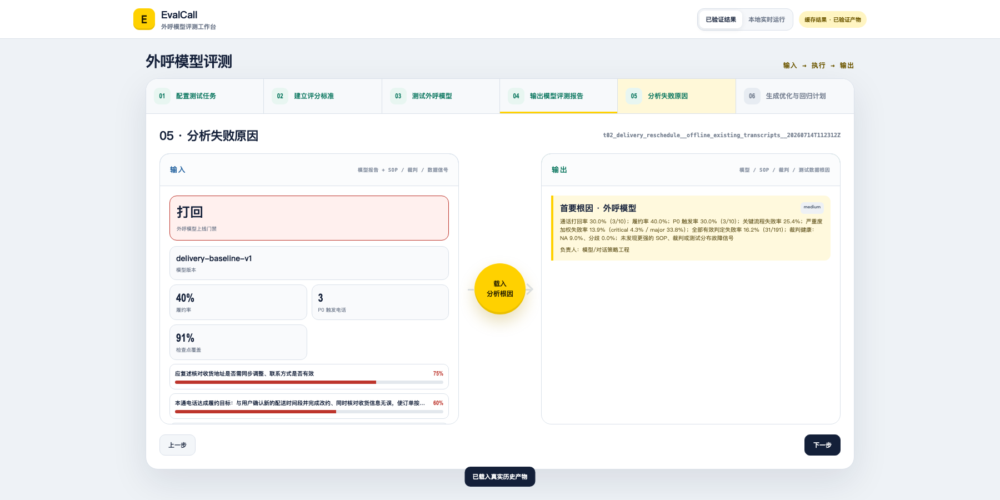 E
EvalCall
外呼模型评测工作台
已验证结果
本地实时运行
缓存结果 · 已验证产物
外呼模型评测
输入 → 执行 → 输出
01 配置测试任务
02 建立评分标准
03 测试外呼模型
04 输出模型评测报告
05 分析失败原因
06 生成优化与回归计划
05 · 分析失败原因
t02_delivery_reschedule__offline_existing_transcripts__20260714T112312Z
输入
模型报告 + SOP / 裁判 / 数据信号
打回
外呼模型上线门禁
delivery-baseline-v1
模型版本
40%
履约率
3
P0 触发电话
91%
检查点覆盖
应复述核对收货地址是否需同步调整、联系方式是否有效
75%
本通电话达成履约目标：与用户确认新的配送时间段并完成改约、同时核对收货信息无误，使订单按...
60%
载入
分析根因
输出
模型 / SOP / 裁判 / 测试数据根因
首要根因 · 外呼模型
medium
通话打回率 30.0%（3/10）；履约率 40.0%；P0 触发率 30.0%（3/10）；关键流程失败率 25.4%；严重度
加权失败率 13.9%（critical 4.3% / major 33.8%）；全部有效判定失败率 16.2%（31/191）；裁判健康：
NA 9.0%、分歧 0.0%；未发现更强的 SOP、裁判或测试分布故障信号
负责人：模型/对话策略工程
上一步
下一步
已载入真实历史产物